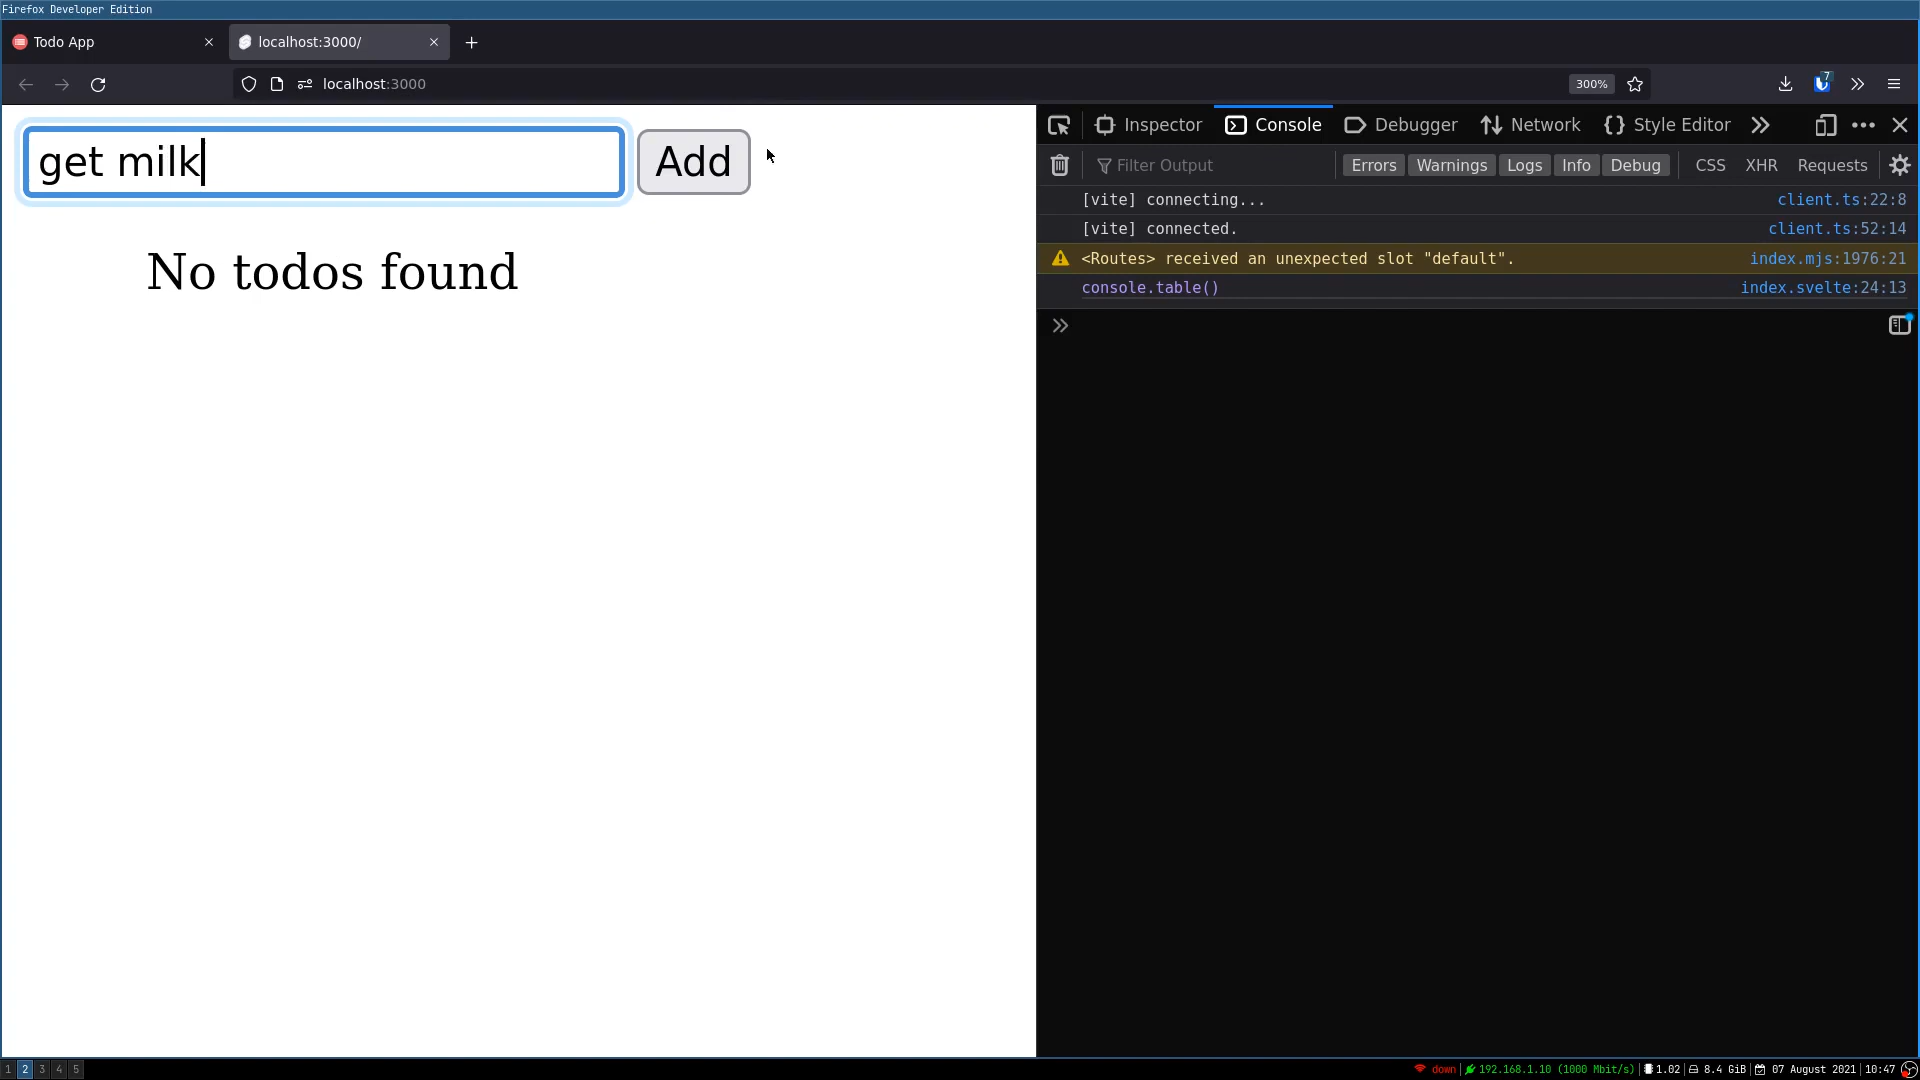 Firefox Developer Edition
Todo App
localhost:3000/
localhost:3000
300%
7
get milk
Add
No todos found
Inspector
Console
Debugger
Network
Style Editor
Filter Output
Errors
Warnings
Logs
Info
Debug
CSS
XHR
Requests
[vite] connecting... client.ts:22:8
[vite] connected. client.ts:52:14
<Routes> received an unexpected slot "default". index.mjs:1976:21
console.table() index.svelte:24:13
1 2 3 4 5
down 192.168.1.10 (1000 Mbit/s) 1.02 8.4 GiB 07 August 2021 10:47